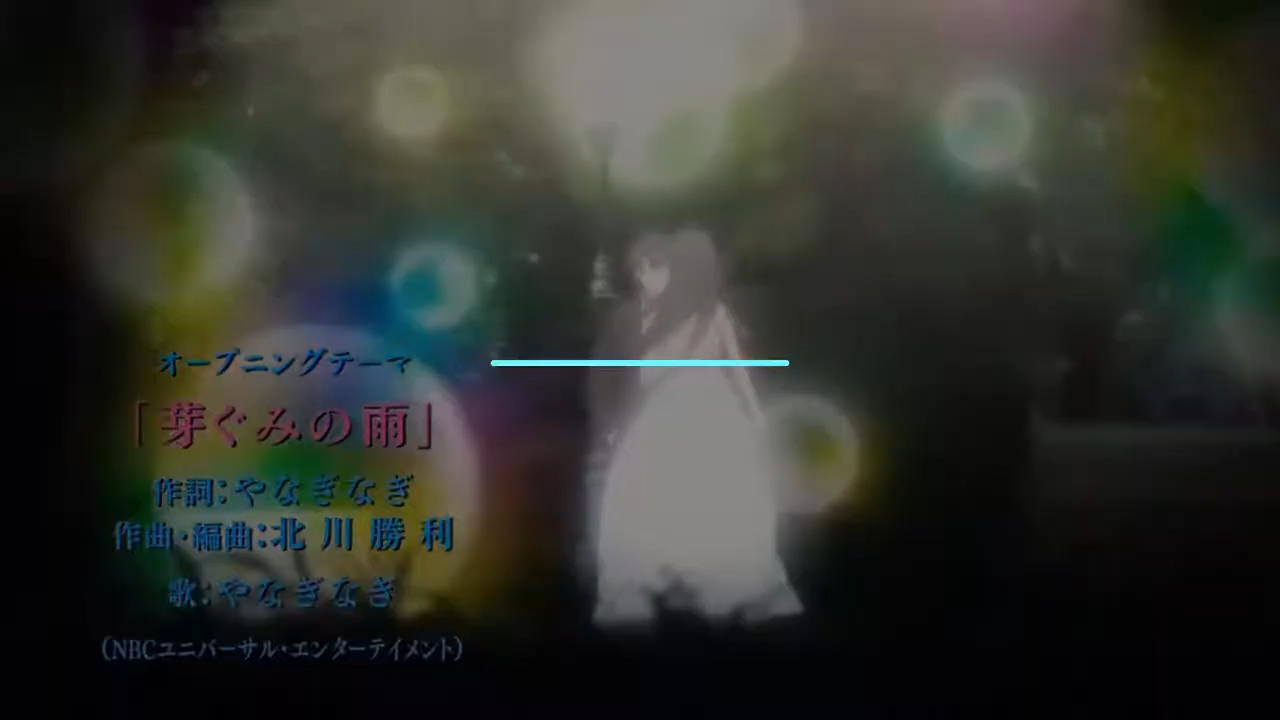 オープニングテーマ
「芽ぐみの雨」
作詞:やなぎなぎ
作曲・編曲:北川勝利
歌:やなぎなぎ
(NBCユニバーサル・エンターテイメント)